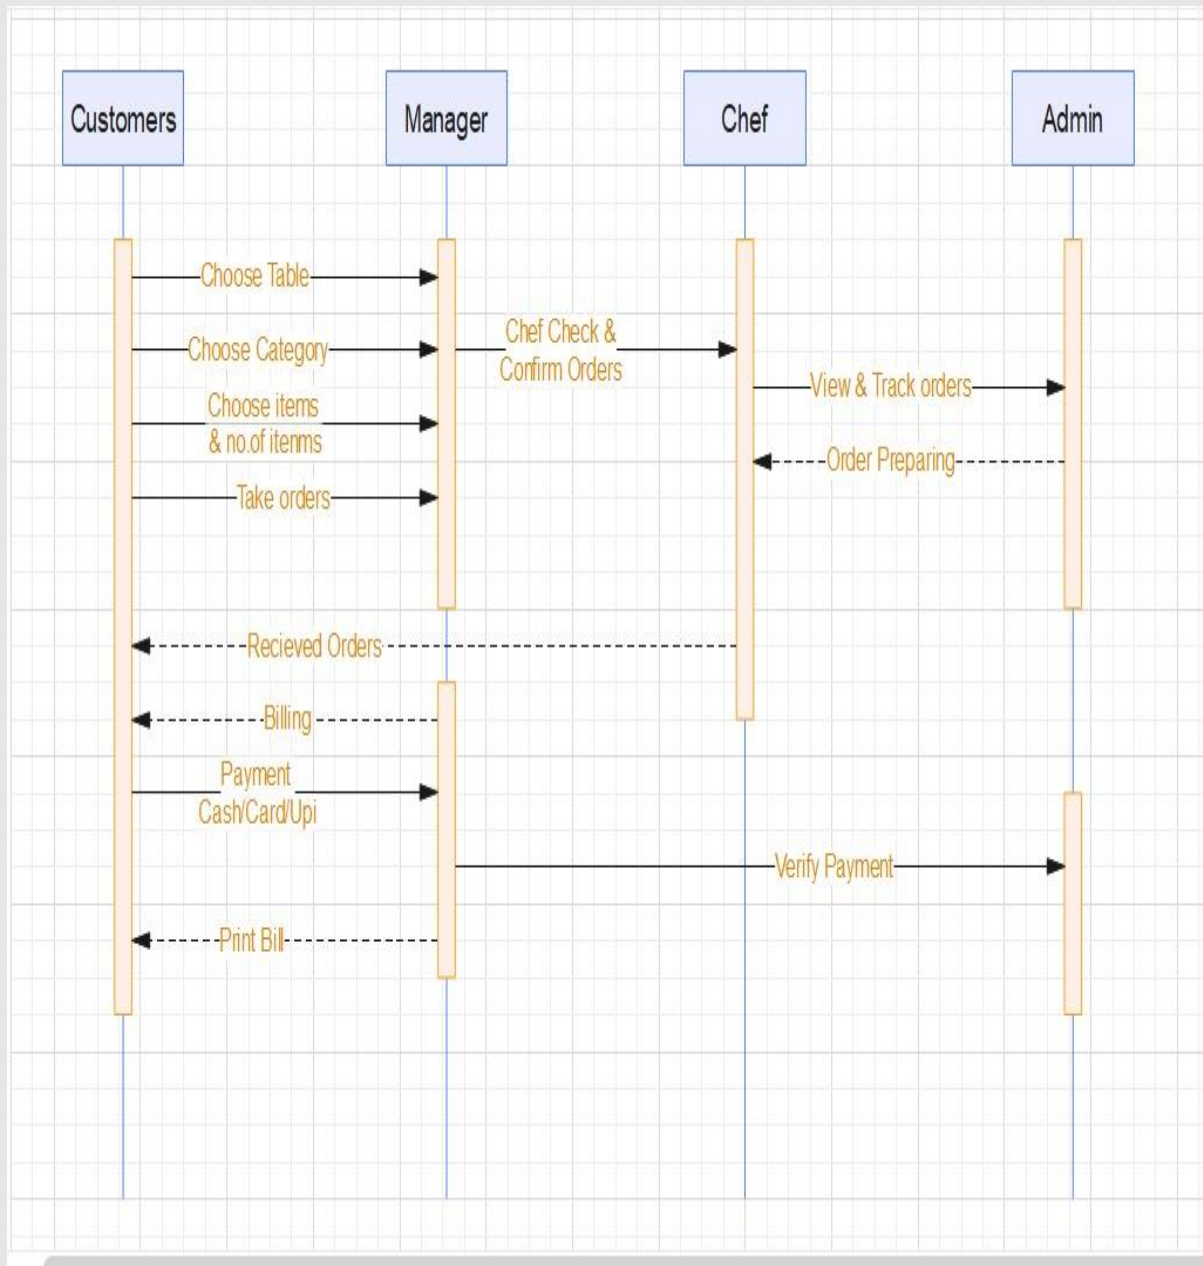 Customers
Manager
Chef
Admin
Choose Table
Choose Category
Chef Check &
Confirm Orders
View & Track orders
Choose items
& no.of itenms
Order Preparing
Take orders
Recieved Orders
Billing
Payment
Cash/Card/Upi
Verify Payment
Print Bill